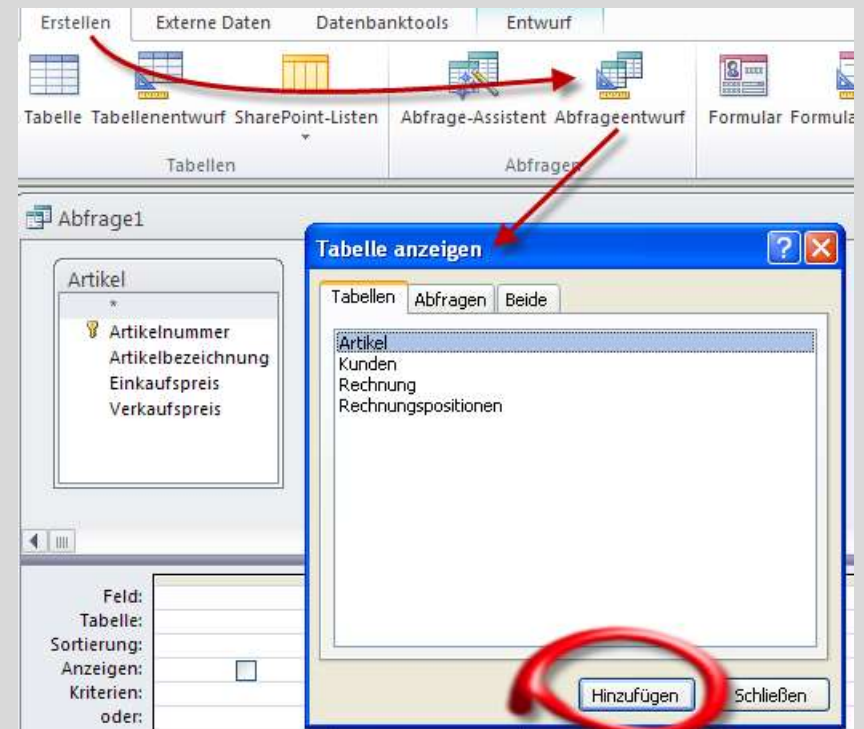 Erstellen Externe Daten Datenbanktools Entwurf
Tabelle Tabellenentwurf SharePoint-Listen Abfrage-Assistent Abfrageentwurf Formular
Tabellen Abfragen
Abfrage1
Artikel
*
Artikelnummer
Artikelbezeichnung
Einkaufspreis
Verkaufspreis
Tabelle anzeigen
Tabellen Abfragen Beide
Artikel
Kunden
Rechnung
Rechnungspositionen
Hinzufügen Schließen
Feld:
Tabelle:
Sortierung:
Anzeigen:
Kriterien:
oder: